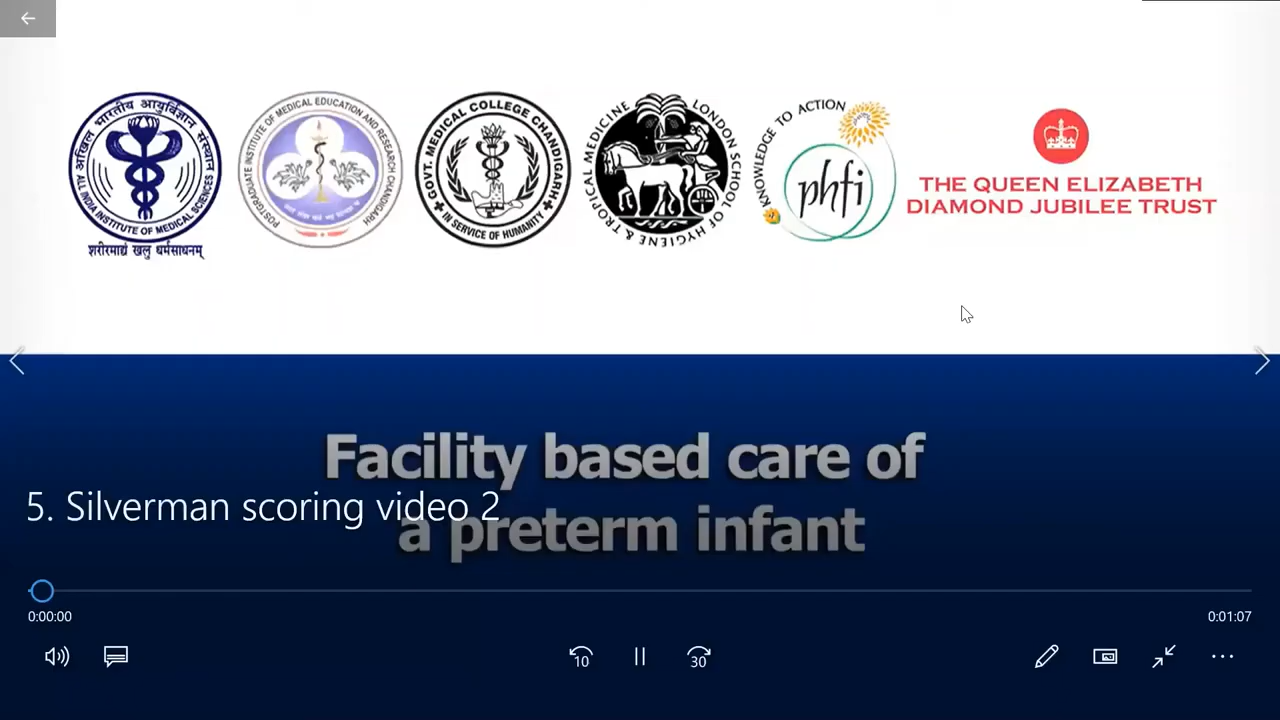 अखिल भारतीय आयुर्विज्ञान संस्थान
ALL INDIA INSTITUTE OF MEDICAL SCIENCES
शरीरमाद्यं खलु धर्मसाधनम्
POSTGRADUATE INSTITUTE OF MEDICAL EDUCATION AND RESEARCH CHANDIGARH
GOVT. MEDICAL COLLEGE CHANDIGARH
IN SERVICE OF HUMANITY
LONDON SCHOOL OF HYGIENE & TROPICAL MEDICINE
KNOWLEDGE TO ACTION
phfi
THE QUEEN ELIZABETH
DIAMOND JUBILEE TRUST
Facility based care of
a preterm infant
5. Silverman scoring video 2
0:00:00
0:01:07
10
30